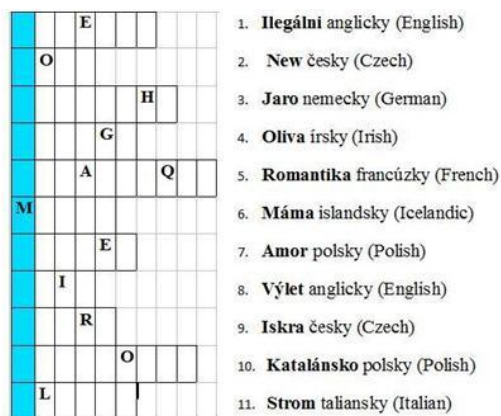 E
1. Ilegálni anglicky (English)
O
2. New česky (Czech)
H
3. Jaro nemecky (German)
G
4. Oliva írsky (Irish)
A Q
5. Romantika francúzky (French)
M
6. Máma islandsky (Icelandic)
E
7. Amor polsky (Polish)
I
8. Výlet anglicky (English)
R
9. Iskra česky (Czech)
O
10. Katalánsko polsky (Polish)
L
11. Strom taliansky (Italian)